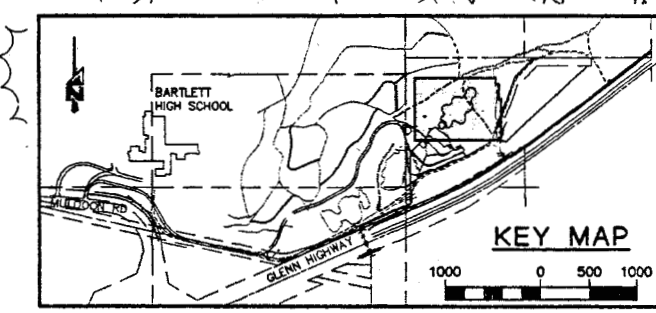 BARTLETT
HIGH SCHOOL
MULDOON RD
GLENN HIGHWAY
KEY MAP
1000 0 500 1000